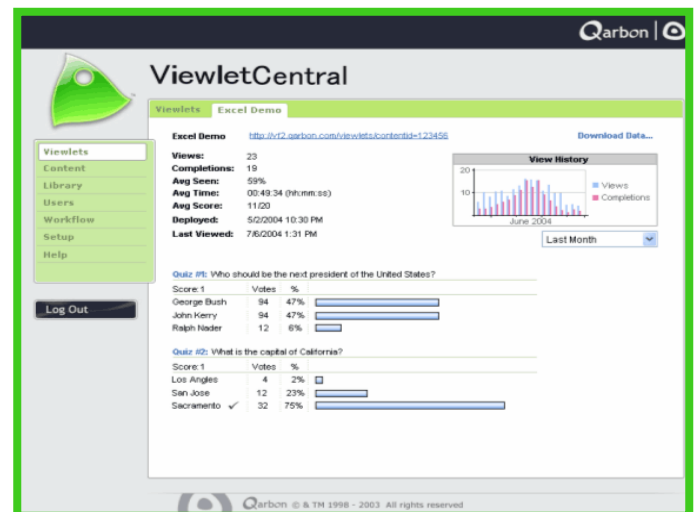 Qarbon
ViewletCentral
Viewlets Excel Demo
Excel Demo http://vt2.qarbon.com/viewlets/contentid=123456 Download Data...
Viewlets
Content
Library
Users
Workflow
Setup
Help
Log Out
Views: 23
Completions: 19
Avg Seen: 59%
Avg Time: 00:49:34 (hh:mm:ss)
Avg Score: 11/20
Deployed: 5/2/2004 10:30 PM
Last Viewed: 7/6/2004 1:31 PM
View History
20
10
Views
Completions
June 2004
Last Month
Quiz #1: Who should be the next president of the United States?
Score:1 Votes %
George Bush 94 47%
John Kerry 94 47%
Ralph Nader 12 6%
Quiz #2: What is the capital of California?
Score:1 Votes %
Los Angles 4 2%
San Jose 12 23%
Sacramento ✓ 32 75%
Qarbon © & TM 1998 - 2003 All rights reserved